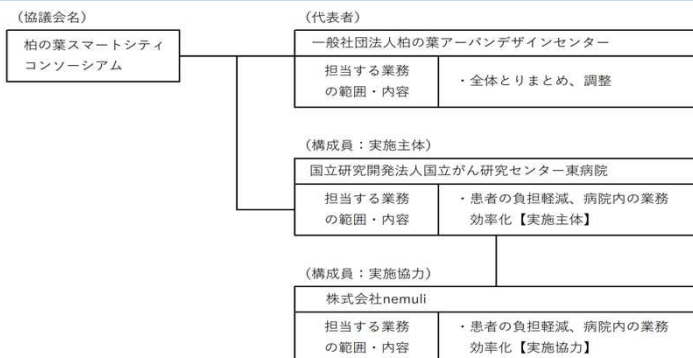 （協議会名）
柏の葉スマートシティ
コンソーシアム
（代表者）
一般社団法人柏の葉アーバンデザインセンター
担当する業務
の範囲・内容
・全体とりまとめ、調整
（構成員：実施主体）
国立研究開発法人国立がん研究センター東病院
担当する業務
の範囲・内容
・患者の負担軽減、病院内の業務
効率化【実施主体】
（構成員：実施協力）
株式会社nemuli
担当する業務
の範囲・内容
・患者の負担軽減、病院内の業務
効率化【実施協力】